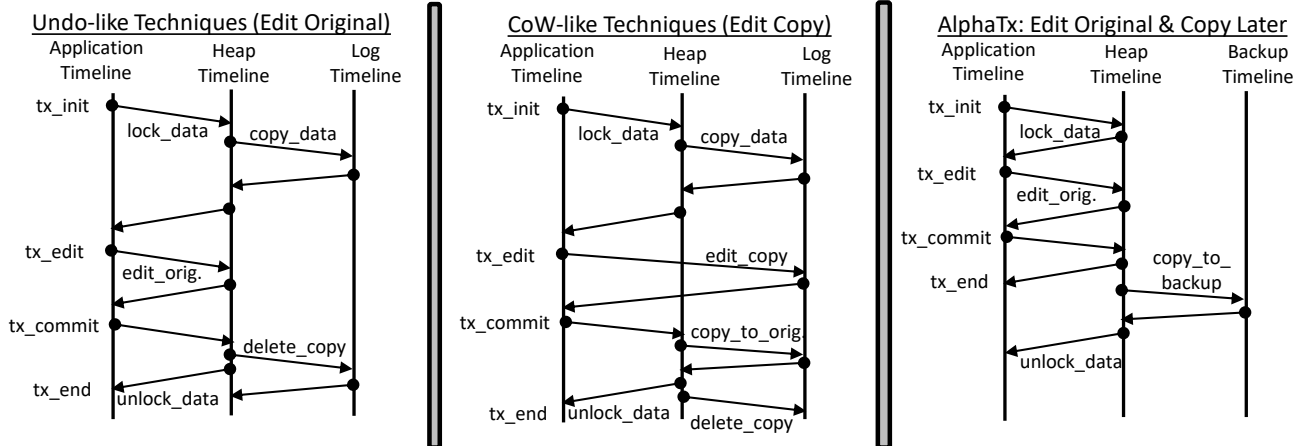 Undo-like Techniques (Edit Original)
Application
Timeline
Heap
Timeline
Log
Timeline
tx_init
lock_data
copy_data
tx_edit
edit_orig.
tx_commit
delete_copy
tx_end
unlock_data
CoW-like Techniques (Edit Copy)
Application
Timeline
Heap
Timeline
Log
Timeline
tx_init
lock_data
copy_data
tx_edit
edit_copy
tx_commit
copy_to_orig.
tx_end
unlock_data
delete_copy
AlphaTx: Edit Original & Copy Later
Application
Timeline
Heap
Timeline
Backup
Timeline
tx_init
lock_data
tx_edit
edit_orig.
tx_commit
copy_to_
backup
tx_end
unlock_data